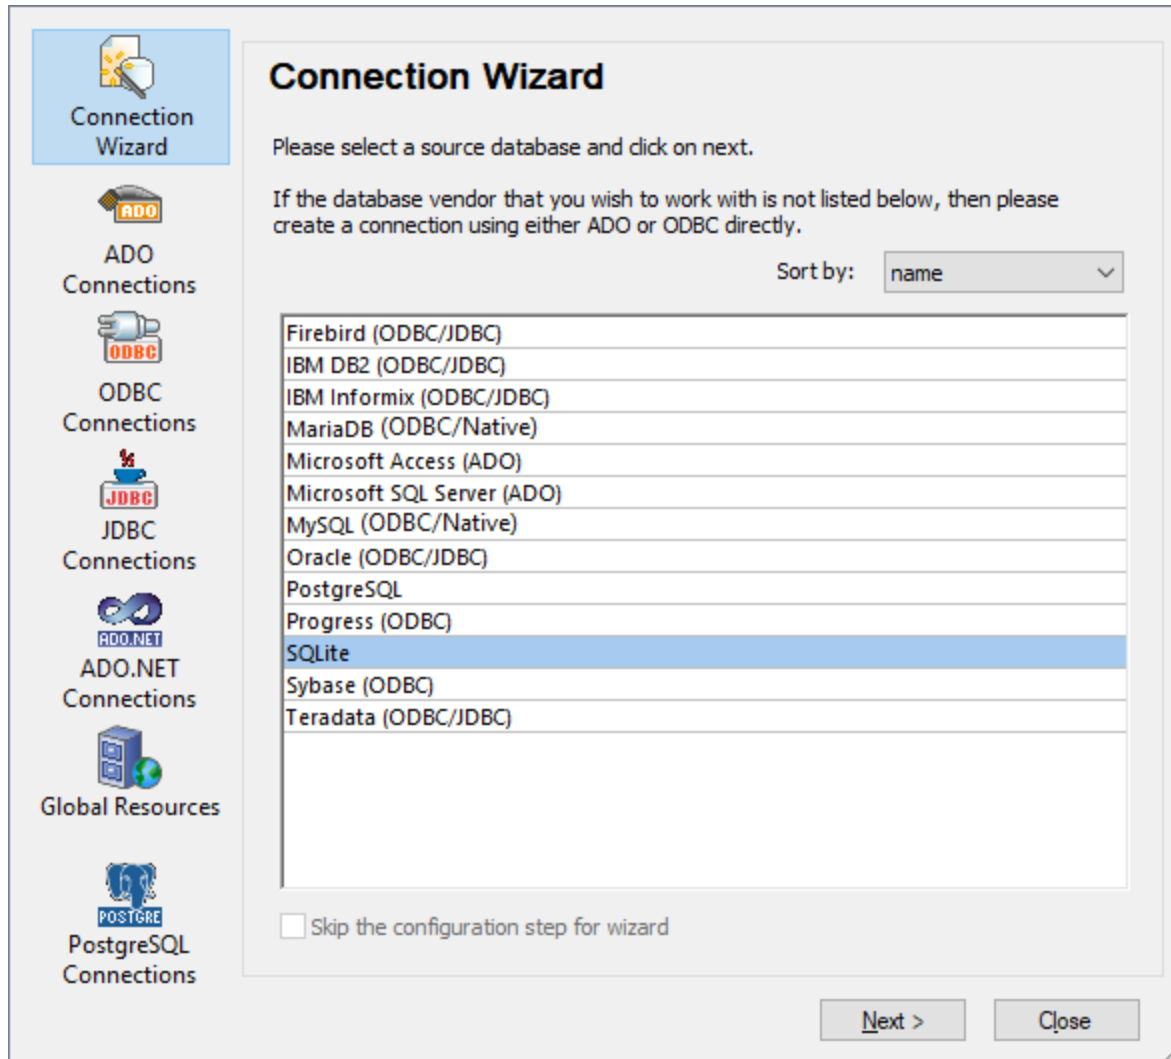 Connection
Wizard
ADO
ADO
Connections
ODBC
ODBC
Connections
JDBC
JDBC
Connections
ADO.NET
ADO.NET
Connections
Global Resources
POSTGRE
PostgreSQL
Connections
Connection Wizard
Please select a source database and click on next.
If the database vendor that you wish to work with is not listed below, then please
create a connection using either ADO or ODBC directly.
Sort by: name
Firebird (ODBC/JDBC)
IBM DB2 (ODBC/JDBC)
IBM Informix (ODBC/JDBC)
MariaDB (ODBC/Native)
Microsoft Access (ADO)
Microsoft SQL Server (ADO)
MySQL (ODBC/Native)
Oracle (ODBC/JDBC)
PostgreSQL
Progress (ODBC)
SQLite
Sybase (ODBC)
Teradata (ODBC/JDBC)
Skip the configuration step for wizard
Next >
Close